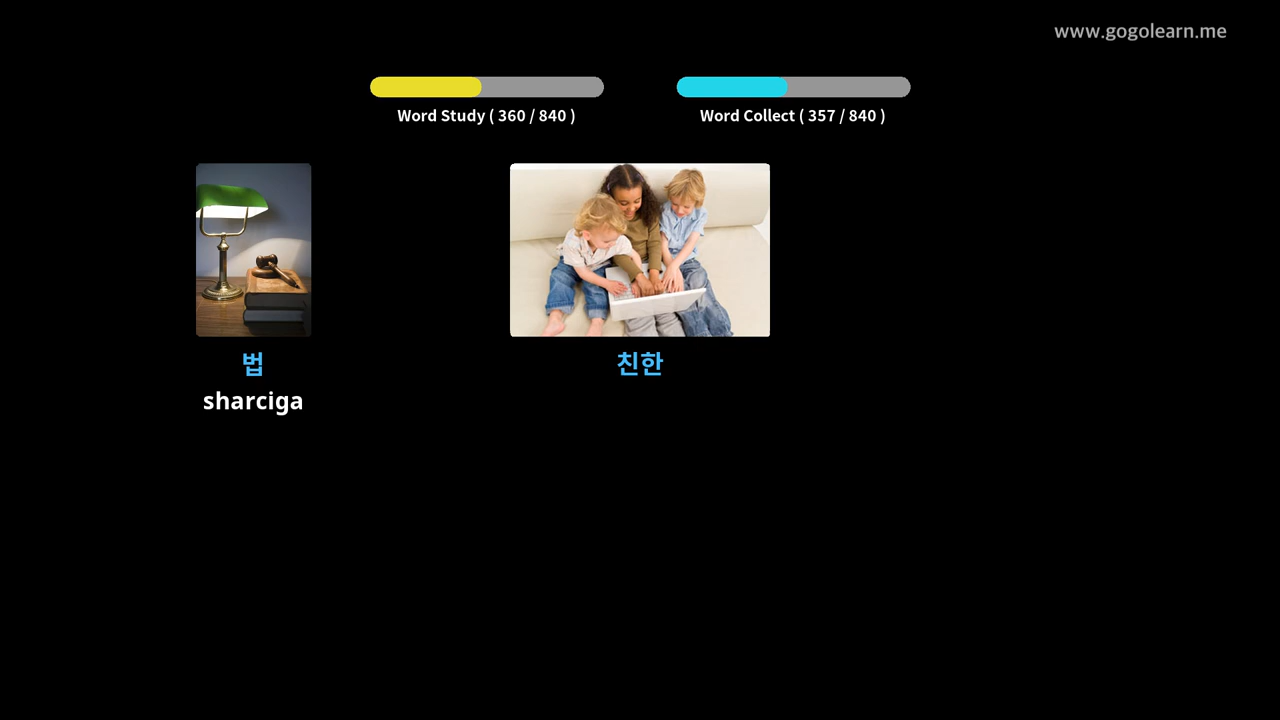 www.gogolearn.me
Word Study ( 360 / 840 )
Word Collect ( 357 / 840 )
법
sharciga
친한